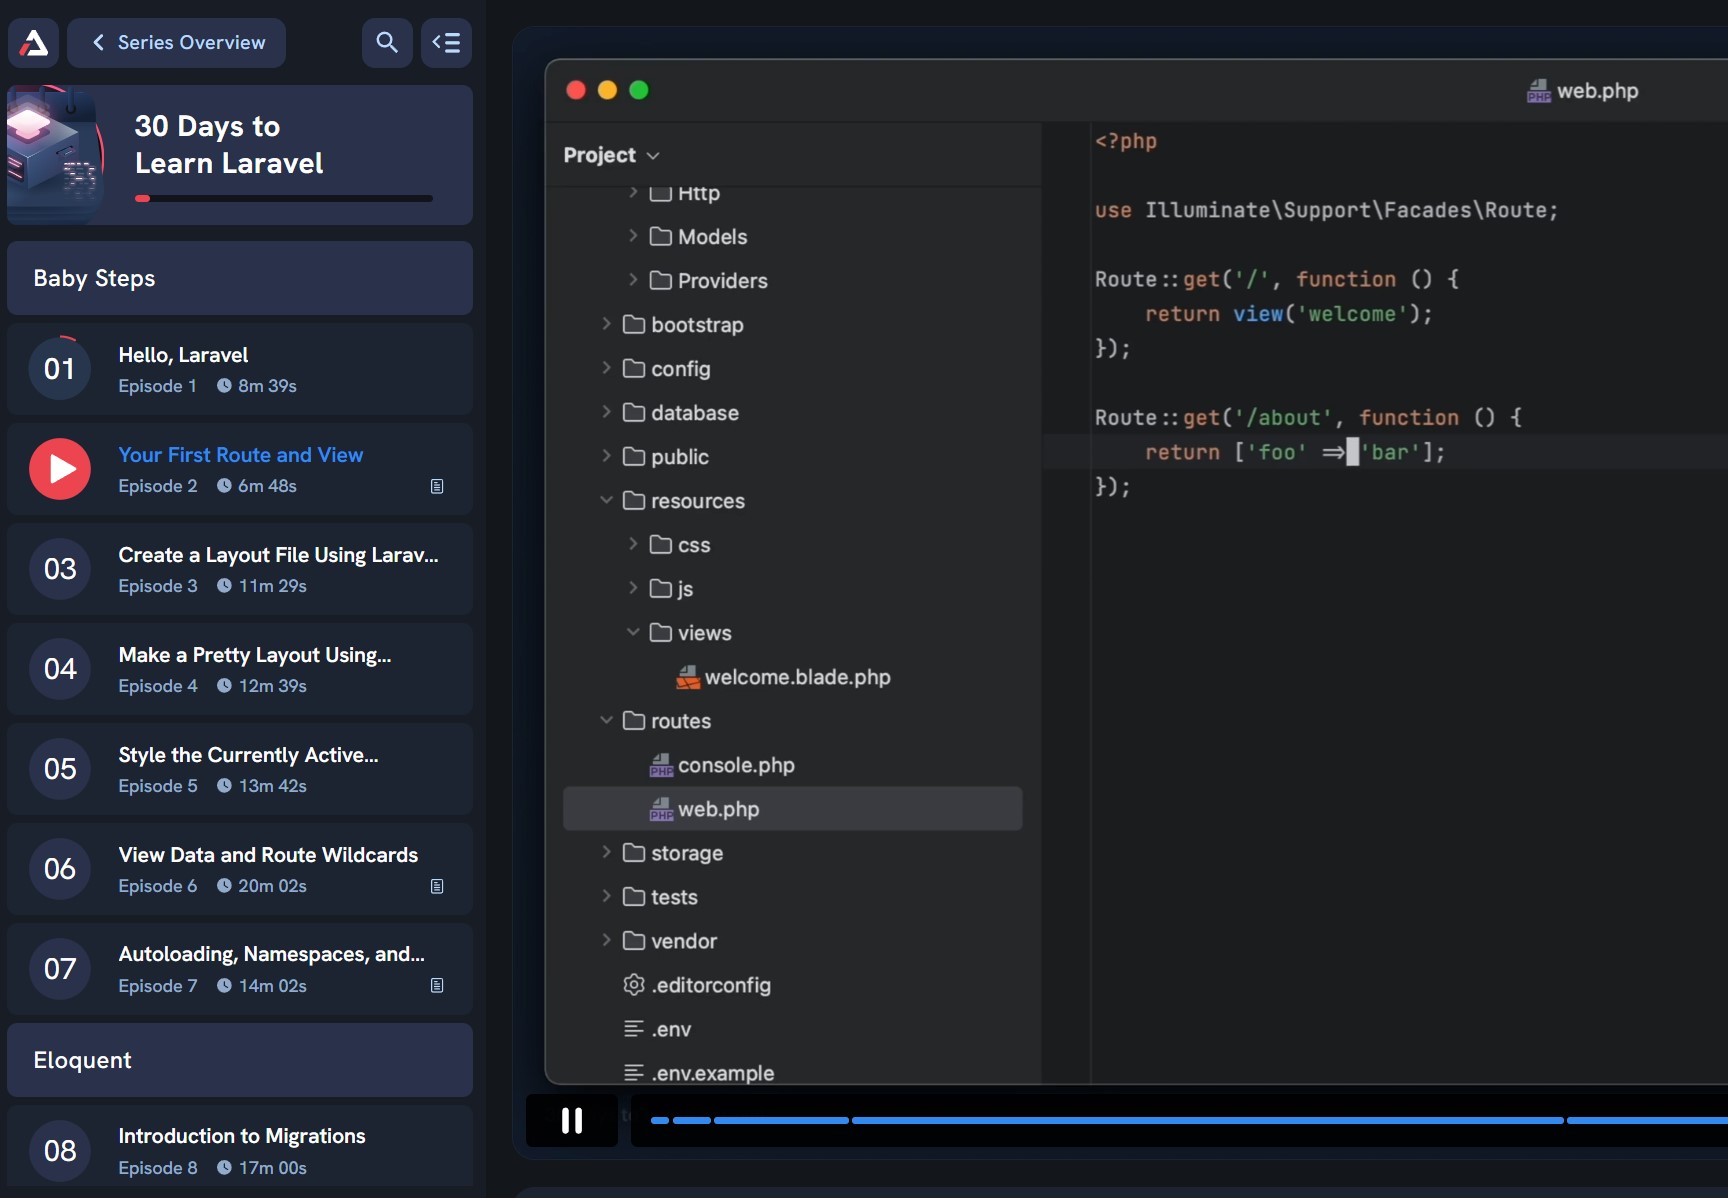 Series Overview
30 Days to
Learn Laravel
Baby Steps
01
Hello, Laravel
Episode 1 8m 39s
Your First Route and View
Episode 2 6m 48s
03
Create a Layout File Using Larav...
Episode 3 11m 29s
04
Make a Pretty Layout Using...
Episode 4 12m 39s
05
Style the Currently Active...
Episode 5 13m 42s
06
View Data and Route Wildcards
Episode 6 20m 02s
07
Autoloading, Namespaces, and...
Episode 7 14m 02s
Eloquent
08
Introduction to Migrations
Episode 8 17m 00s
PHP web.php
Project
Http
Models
Providers
bootstrap
config
database
public
resources
css
js
views
welcome.blade.php
routes
PHP console.php
PHP web.php
storage
tests
vendor
.editorconfig
.env
.env.example
<?php
use Illuminate\Support\Facades\Route;
Route::get('/', function () {
return view('welcome');
});
Route::get('/about', function () {
return ['foo' => 'bar'];
});